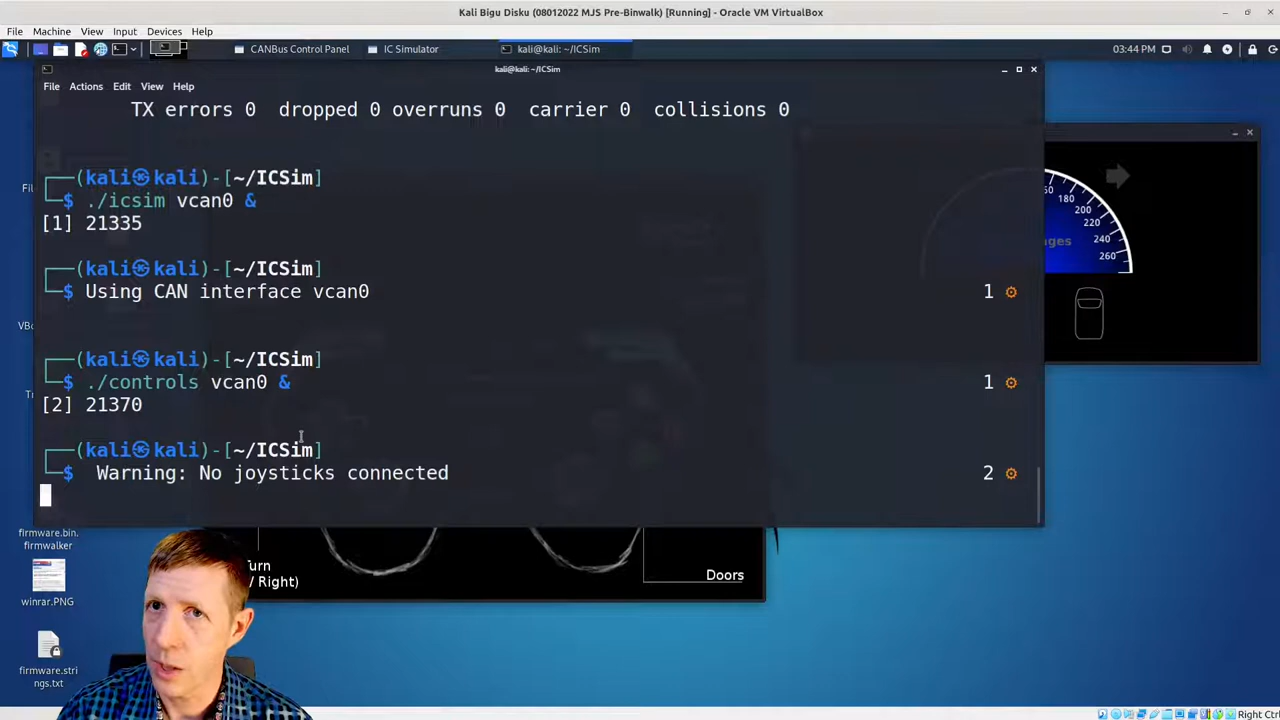 Kali Bigu Disku (08012022 MJS Pre-Binwalk) [Running] - Oracle VM VirtualBox
File Machine View Input Devices Help
CANBus Control Panel
IC Simulator
kali@kali: ~/ICSim
03:44 PM
kali@kali: ~/ICSim
File Actions Edit View Help
TX errors 0 dropped 0 overruns 0 carrier 0 collisions 0
(kali㉿kali)-[~/ICSim]
$ ./icsim vcan0 &
[1] 21335
(kali㉿kali)-[~/ICSim]
$ Using CAN interface vcan0 1 ⚙
(kali㉿kali)-[~/ICSim]
$ ./controls vcan0 & 1 ⚙
[2] 21370
(kali㉿kali)-[~/ICSim]
$ Warning: No joysticks connected 2 ⚙
180
200
220
240
260
Turn
/ Right)
Doors
firmware.bin.
firmwalker
winrar.PNG
firmware.stri
ngs.txt
Right Ctrl